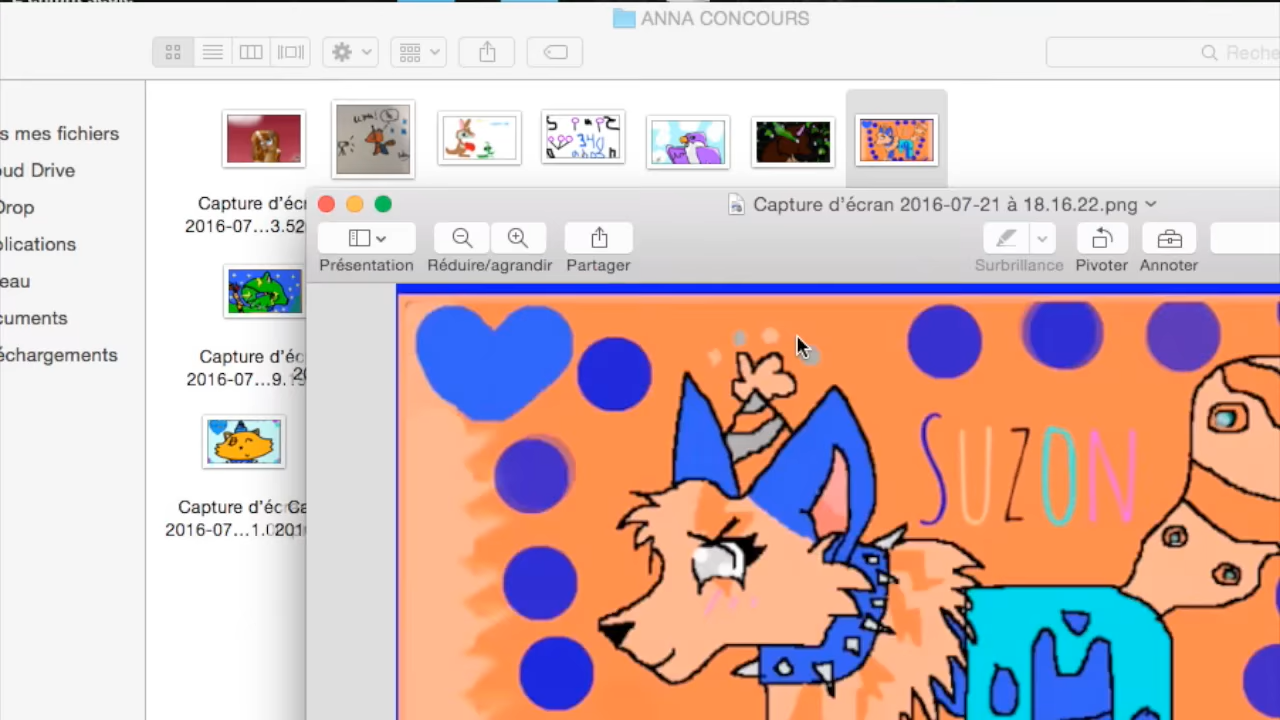 ANNA CONCOURS
Reche
s mes fichiers
oud Drive
Drop
plications
eau
cuments
échargements
Capture d'écr
2016-07...3.52
Capture d'éc
2016-07...9.
Capture d'éc
2016-07...1.0
Capture d'écran 2016-07-21 à 18.16.22.png
Présentation
Réduire/agrandir
Partager
Surbrillance
Pivoter
Annoter
SUZON